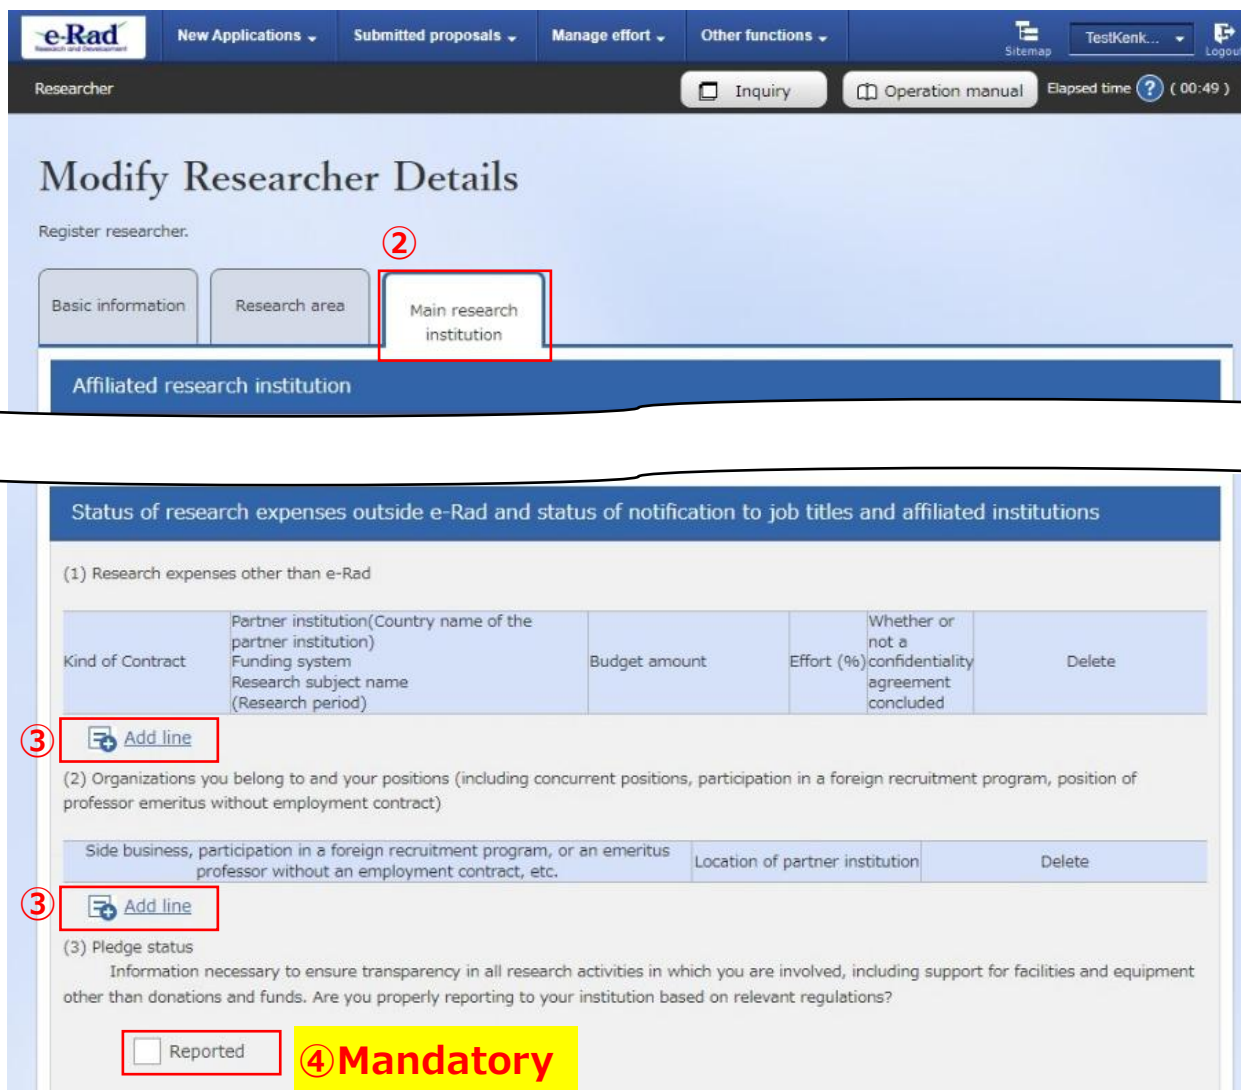 e-Rad
Research and Development
New Applications
Submitted proposals
Manage effort
Other functions
Sitemap
TestKenk...
Logout
Researcher
Inquiry
Operation manual
Elapsed time ? ( 00:49 )
Modify Researcher Details
Register researcher.
②
Basic information
Research area
Main research
institution
Affiliated research institution
Status of research expenses outside e-Rad and status of notification to job titles and affiliated institutions
(1) Research expenses other than e-Rad
Kind of Contract
Partner institution(Country name of the
partner institution)
Funding system
Research subject name
(Research period)
Budget amount
Effort (%)
Whether or
not a
confidentiality
agreement
concluded
Delete
③ Add line
(2) Organizations you belong to and your positions (including concurrent positions, participation in a foreign recruitment program, position of
professor emeritus without employment contract)
Side business, participation in a foreign recruitment program, or an emeritus
professor without an employment contract, etc.
Location of partner institution
Delete
③ Add line
(3) Pledge status
Information necessary to ensure transparency in all research activities in which you are involved, including support for facilities and equipment
other than donations and funds. Are you properly reporting to your institution based on relevant regulations?
Reported
④Mandatory